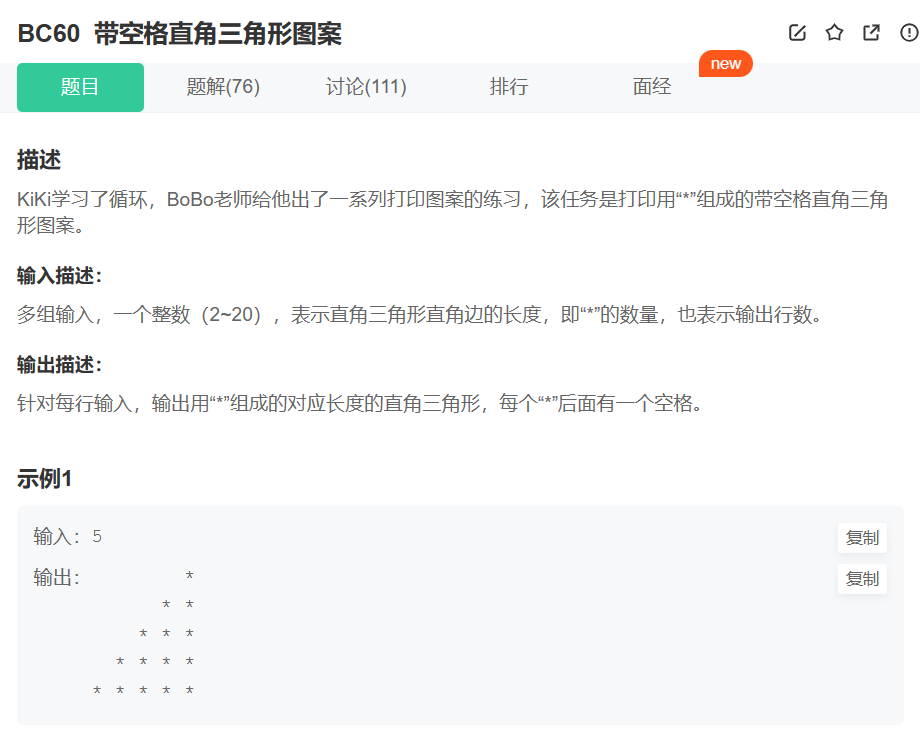 BC60 带空格直角三角形图案
new
题目 题解(76) 讨论(111) 排行 面经
描述
KiKi学习了循环，BoBo老师给他出了一系列打印图案的练习，该任务是打印用“*”组成的带空格直角三角
形图案。
输入描述：
多组输入，一个整数（2~20），表示直角三角形直角边的长度，即“*”的数量，也表示输出行数。
输出描述：
针对每行输入，输出用“*”组成的对应长度的直角三角形，每个“*”后面有一个空格。
示例1
输入：5 复制
输出：        * 复制
      * *
    * * *
  * * * *
* * * * *